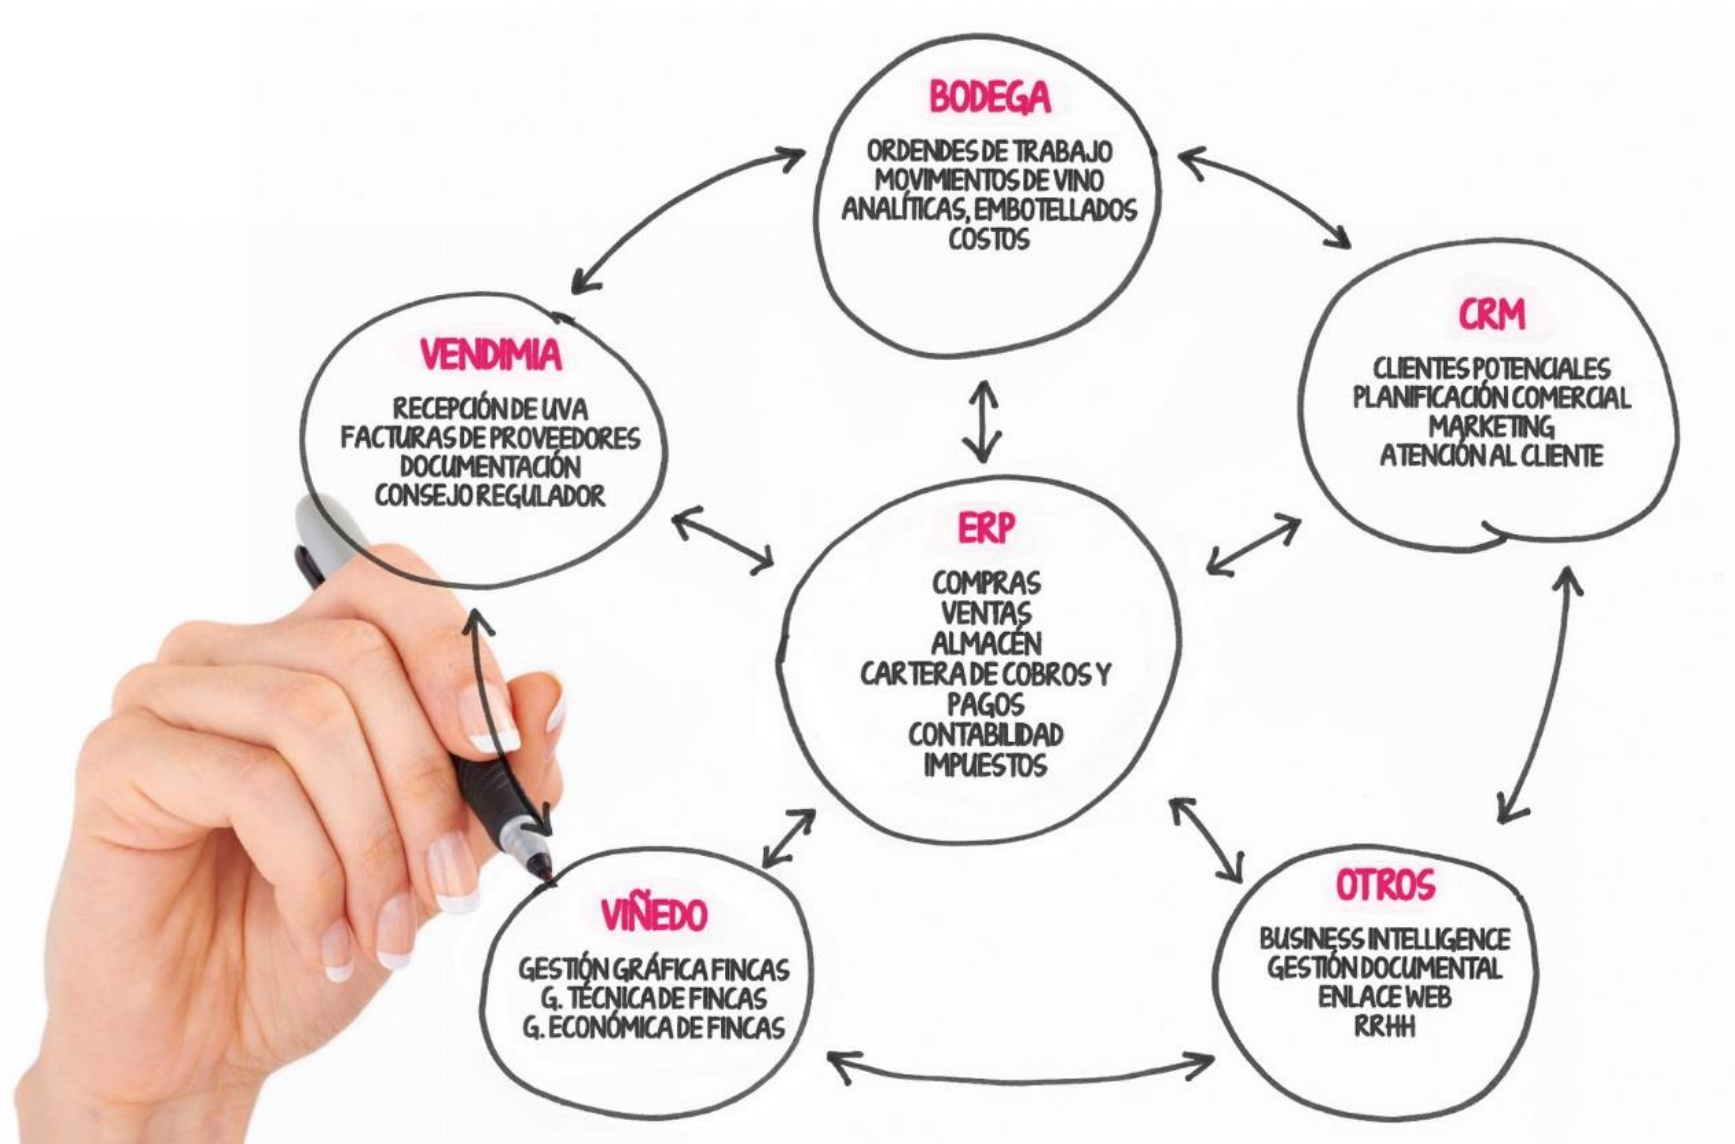 BODEGA
ORDENDES DE TRABAJO
MOVIMIENTOS DE VINO
ANALÍTICAS, EMBOTELLADOS
COSTOS
VENDIMIA
RECEPCIÓN DE UVA
FACTURAS DE PROVEEDORES
DOCUMENTACIÓN
CONSEJO REGULADOR
CRM
CLIENTES POTENCIALES
PLANIFICACIÓN COMERCIAL
MARKETING
ATENCIÓN AL CLIENTE
ERP
COMPRAS
VENTAS
ALMACÉN
CARTERA DE COBROS Y
PAGOS
CONTABILIDAD
IMPUESTOS
VIÑEDO
GESTIÓN GRÁFICA FINCAS
G. TÉCNICA DE FINCAS
G. ECONÓMICA DE FINCAS
OTROS
BUSINESS INTELLIGENCE
GESTIÓN DOCUMENTAL
ENLACE WEB
RRHH